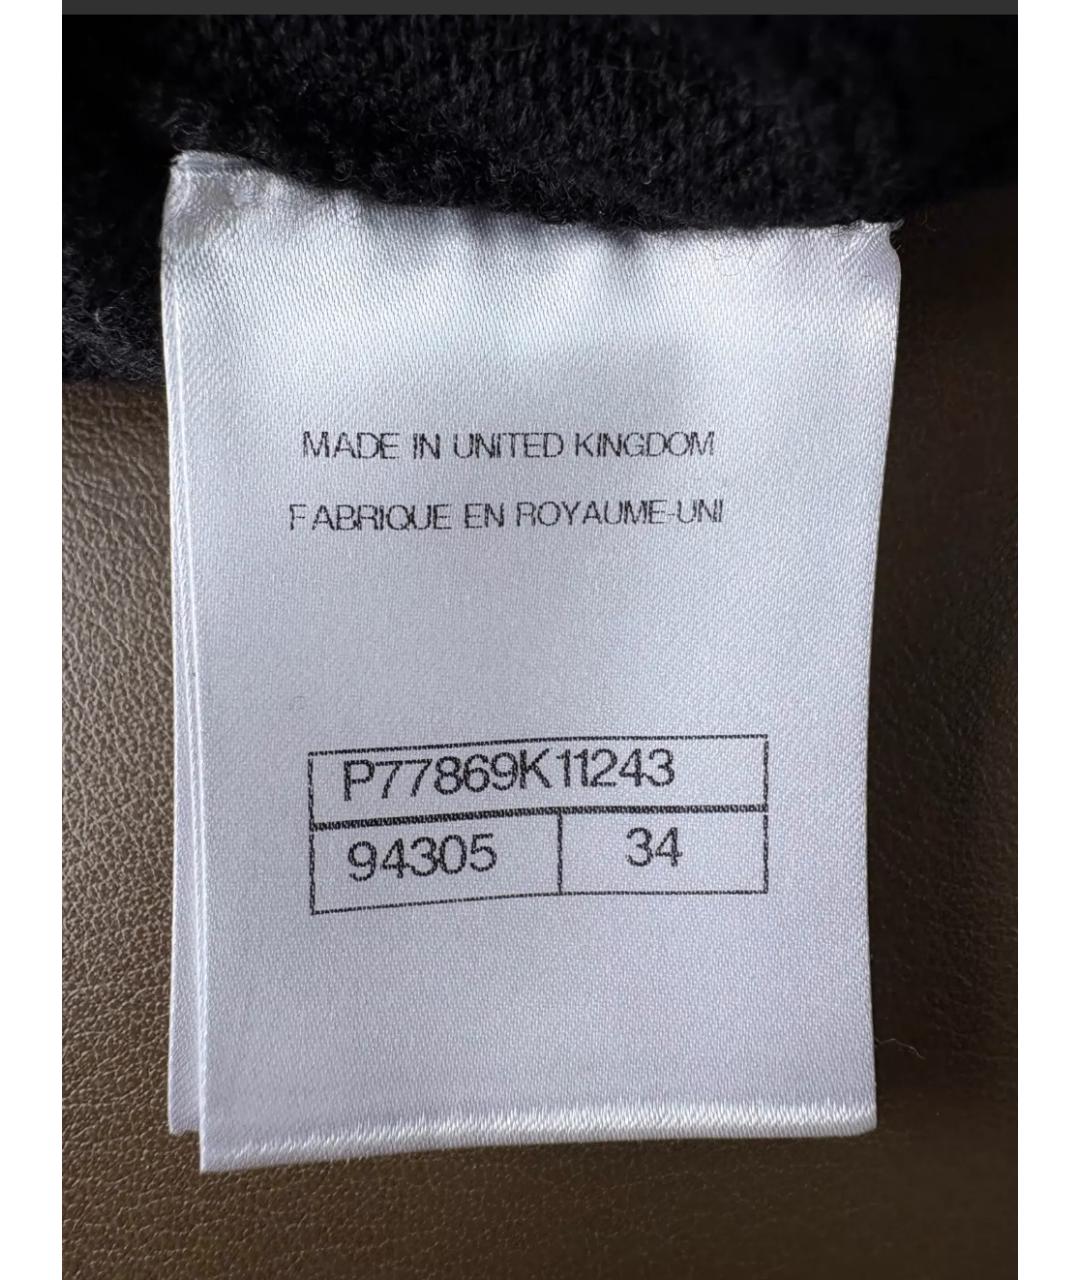 MADE IN UNITED KINGDOM
FABRIQUE EN ROYAUME-UNI
P77869K11243
94305 34